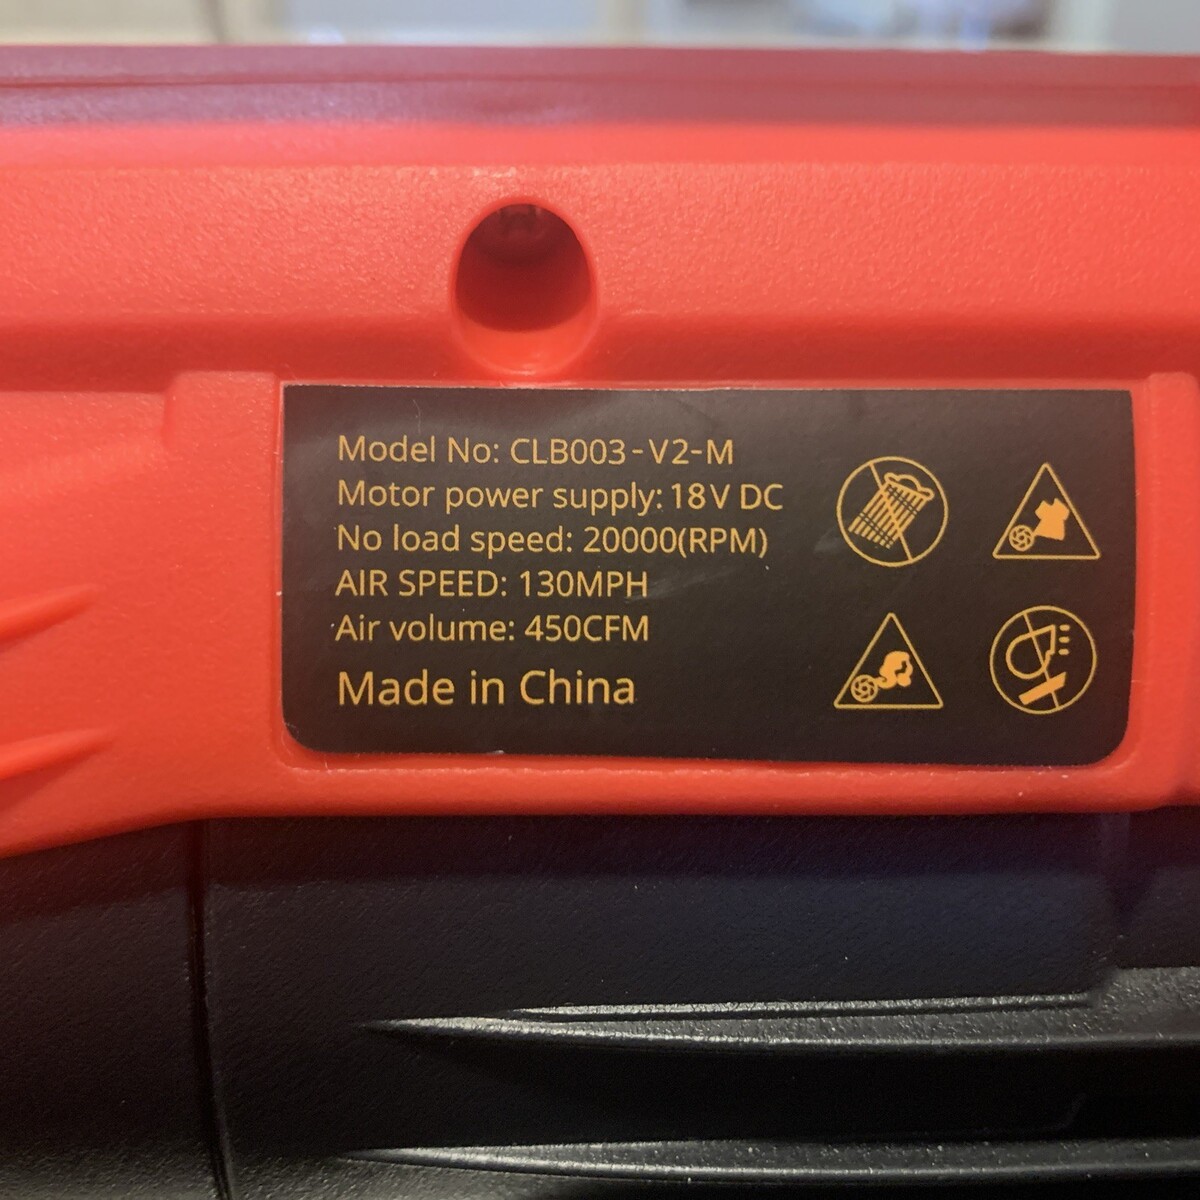 Model No: CLB003-V2-M
Motor power supply: 18V DC
No load speed: 20000(RPM)
AIR SPEED: 130MPH
Air volume: 450CFM
Made in China